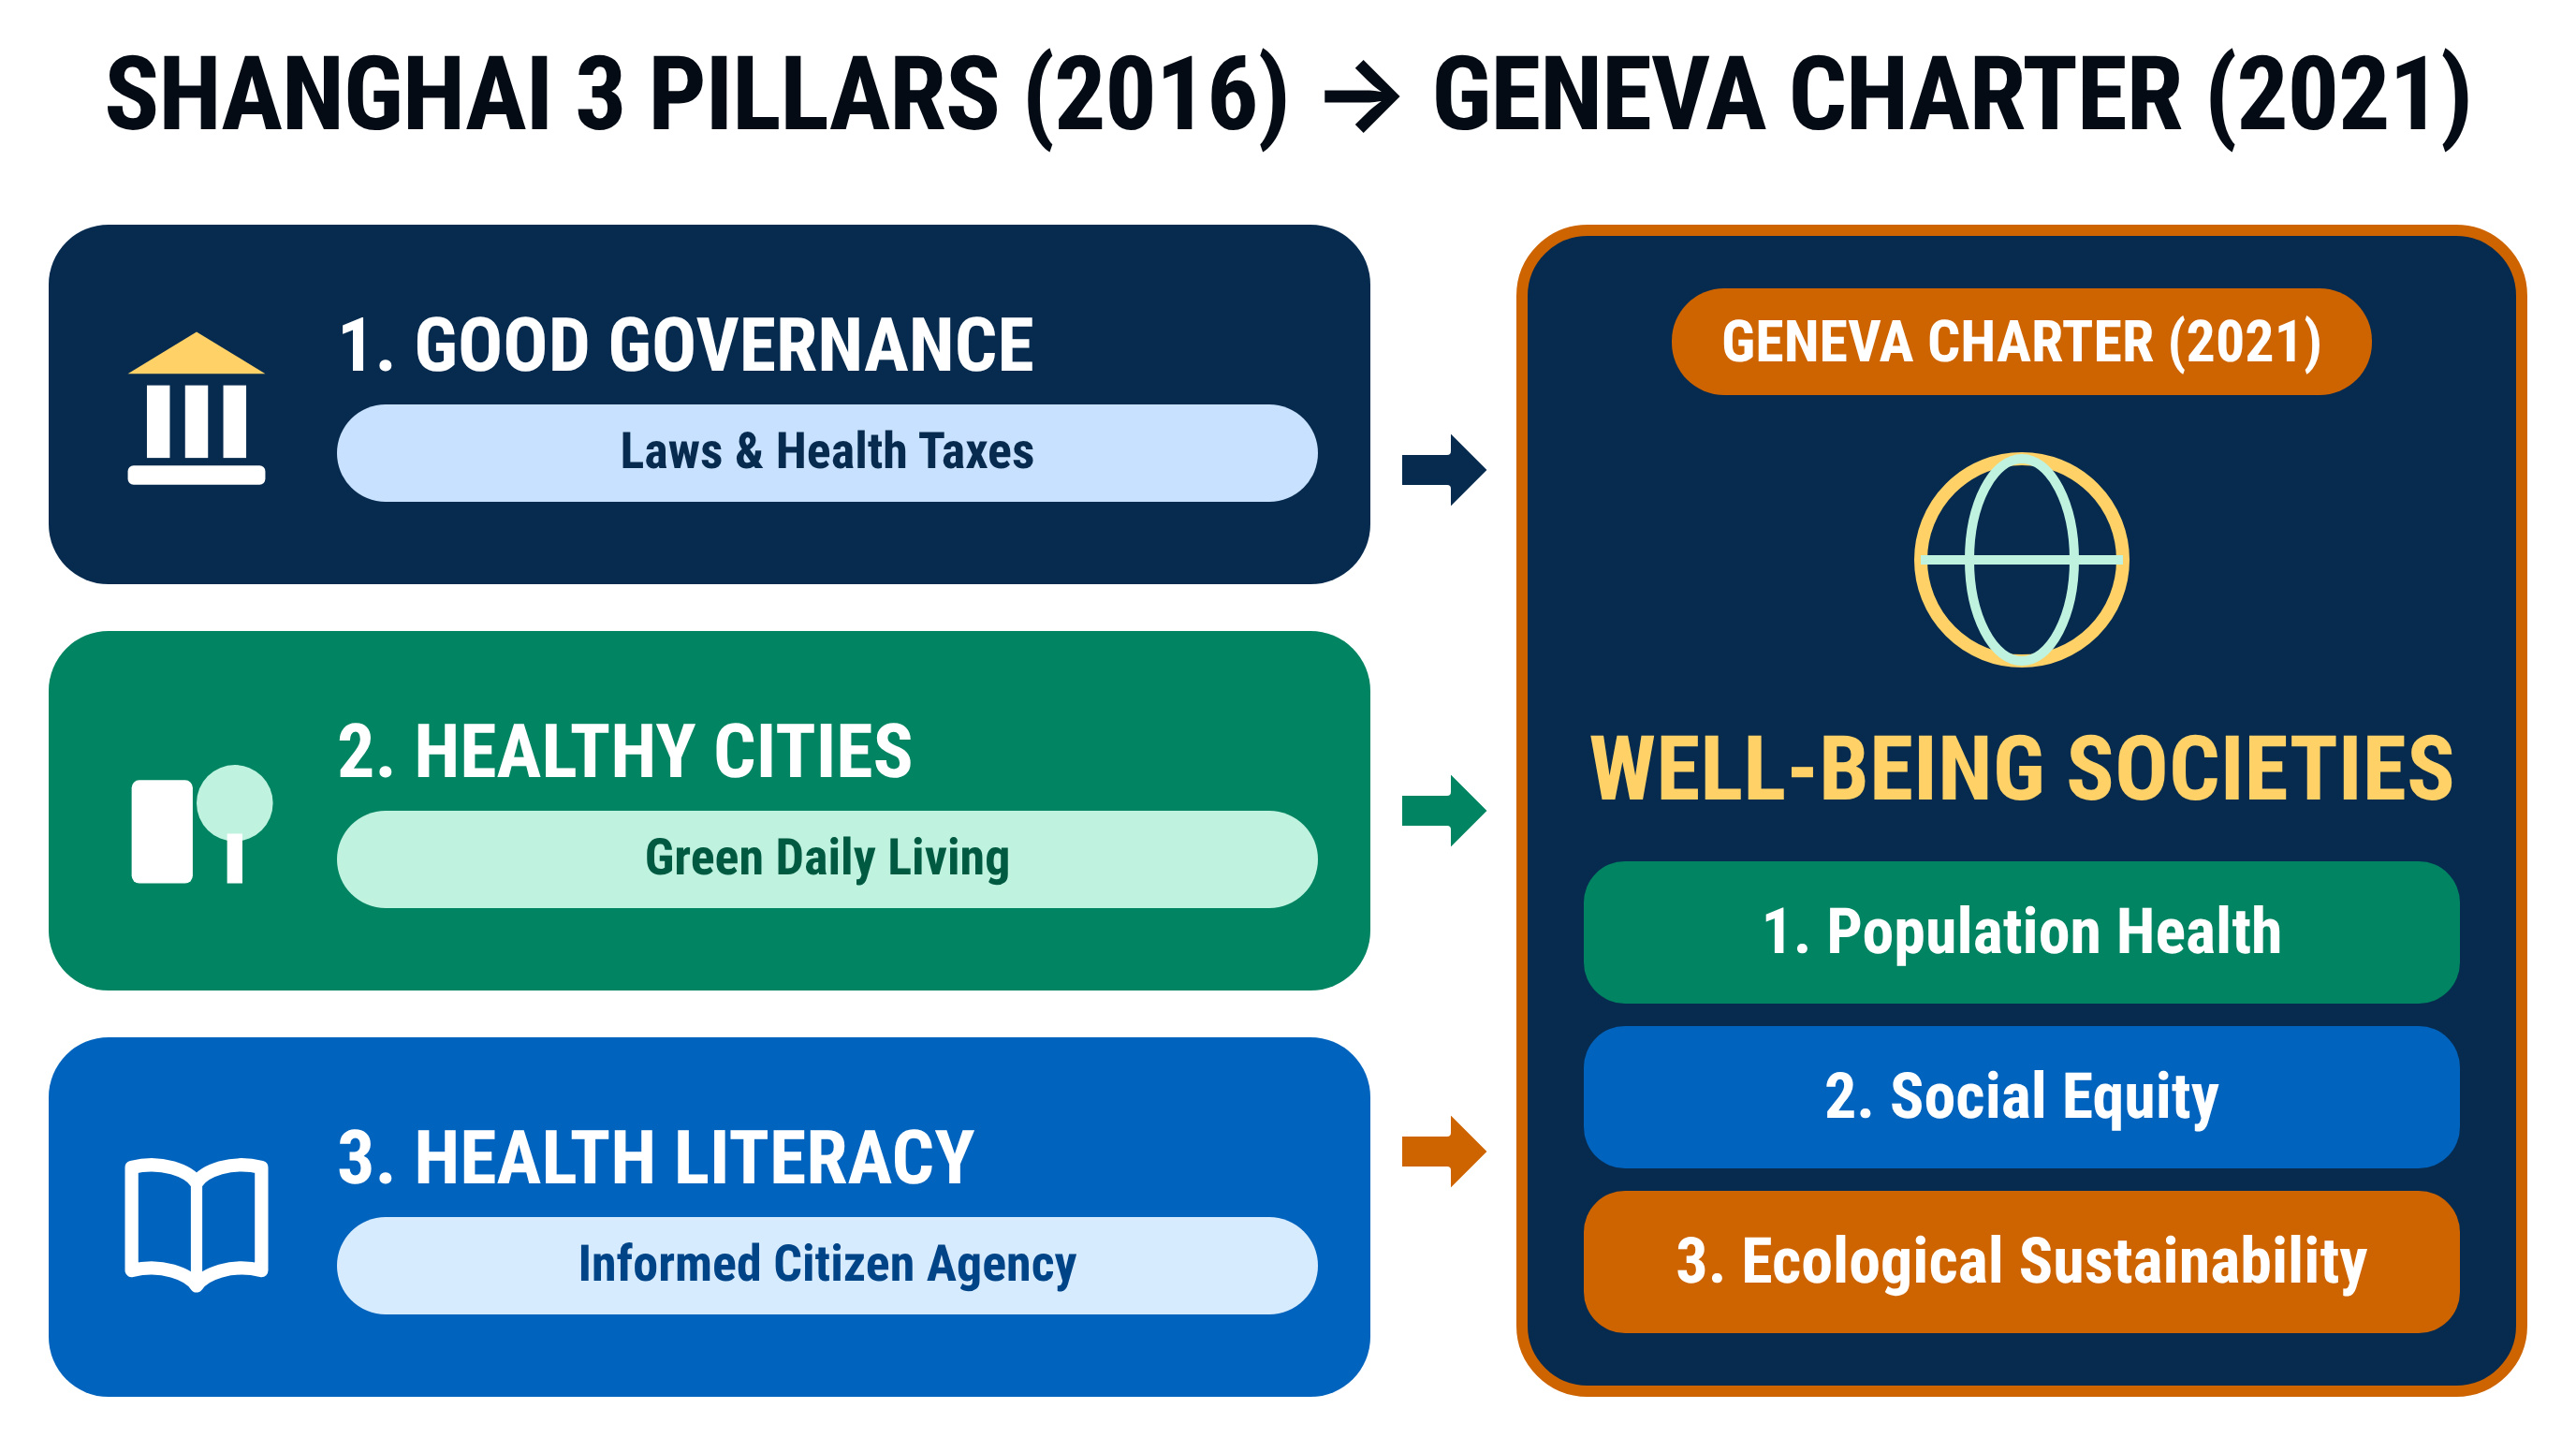 SHANGHAI 3 PILLARS (2016) → GENEVA CHARTER (2021)
1. GOOD GOVERNANCE
Laws & Health Taxes
2. HEALTHY CITIES
Green Daily Living
3. HEALTH LITERACY
Informed Citizen Agency
GENEVA CHARTER (2021)
WELL-BEING SOCIETIES
1. Population Health
2. Social Equity
3. Ecological Sustainability